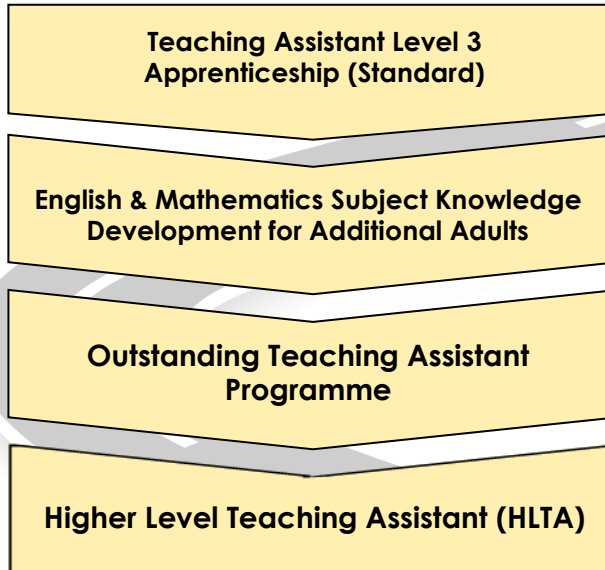 Teaching Assistant Level 3
Apprenticeship (Standard)
English & Mathematics Subject Knowledge
Development for Additional Adults
Outstanding Teaching Assistant
Programme
Higher Level Teaching Assistant (HLTA)